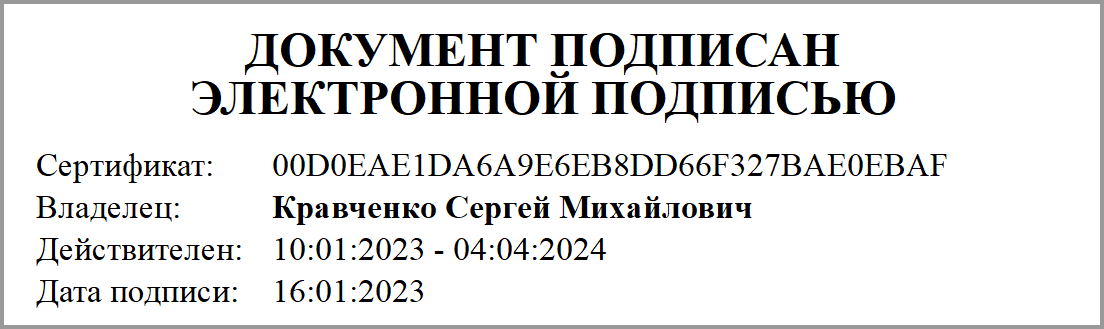 ДОКУМЕНТ ПОДПИСАН
ЭЛЕКТРОННОЙ ПОДПИСЬЮ
Сертификат: 00D0EAE1DA6A9E6EB8DD66F327BAE0EBAF
Владелец: Кравченко Сергей Михайлович
Действителен: 10:01:2023 - 04:04:2024
Дата подписи: 16:01:2023